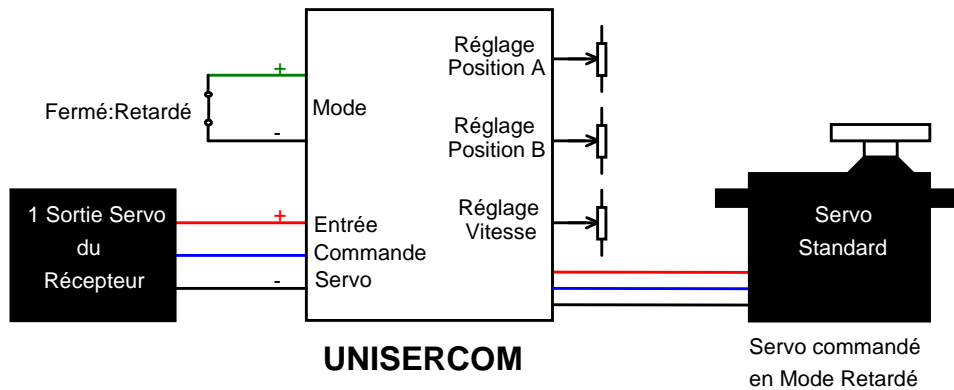 Réglage
Position A
+
Fermé:Retardé
Mode
-
Réglage
Position B
1 Sortie Servo
du
Récepteur
+
Entrée
Commande
Servo
-
Réglage
Vitesse
Servo
Standard
UNISERCOM
Servo commandé
en Mode Retardé